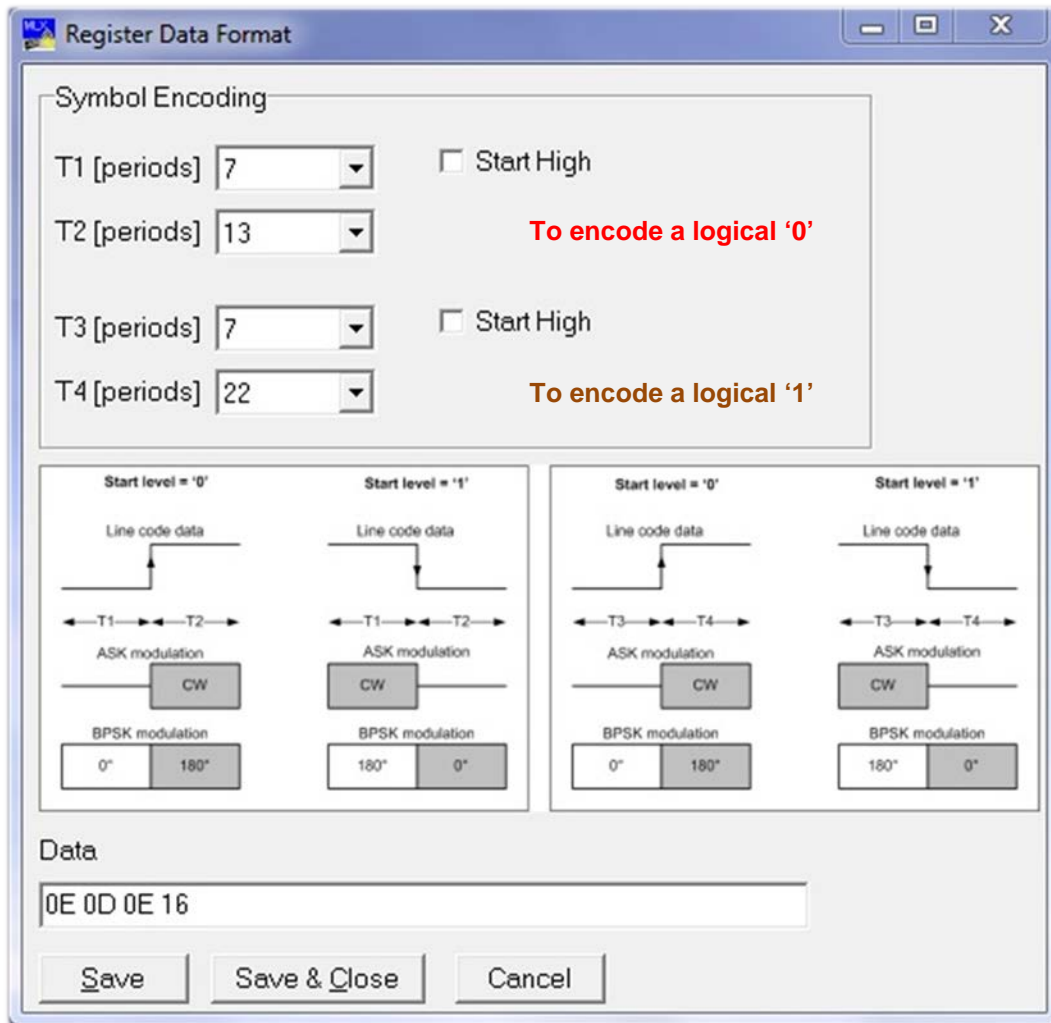 MLX
Register Data Format
Symbol Encoding
T1 [periods] 7 Start High
T2 [periods] 13 To encode a logical ‘0’
T3 [periods] 7 Start High
T4 [periods] 22 To encode a logical ‘1’
Start level = '0' Start level = '1' Start level = '0' Start level = '1'
Line code data Line code data Line code data Line code data
T1 T2 T1 T2 T3 T4 T3 T4
ASK modulation ASK modulation ASK modulation ASK modulation
CW CW CW CW
BPSK modulation BPSK modulation BPSK modulation BPSK modulation
0° 180° 180° 0° 0° 180° 180° 0°
Data
0E 0D 0E 16
Save Save & Close Cancel